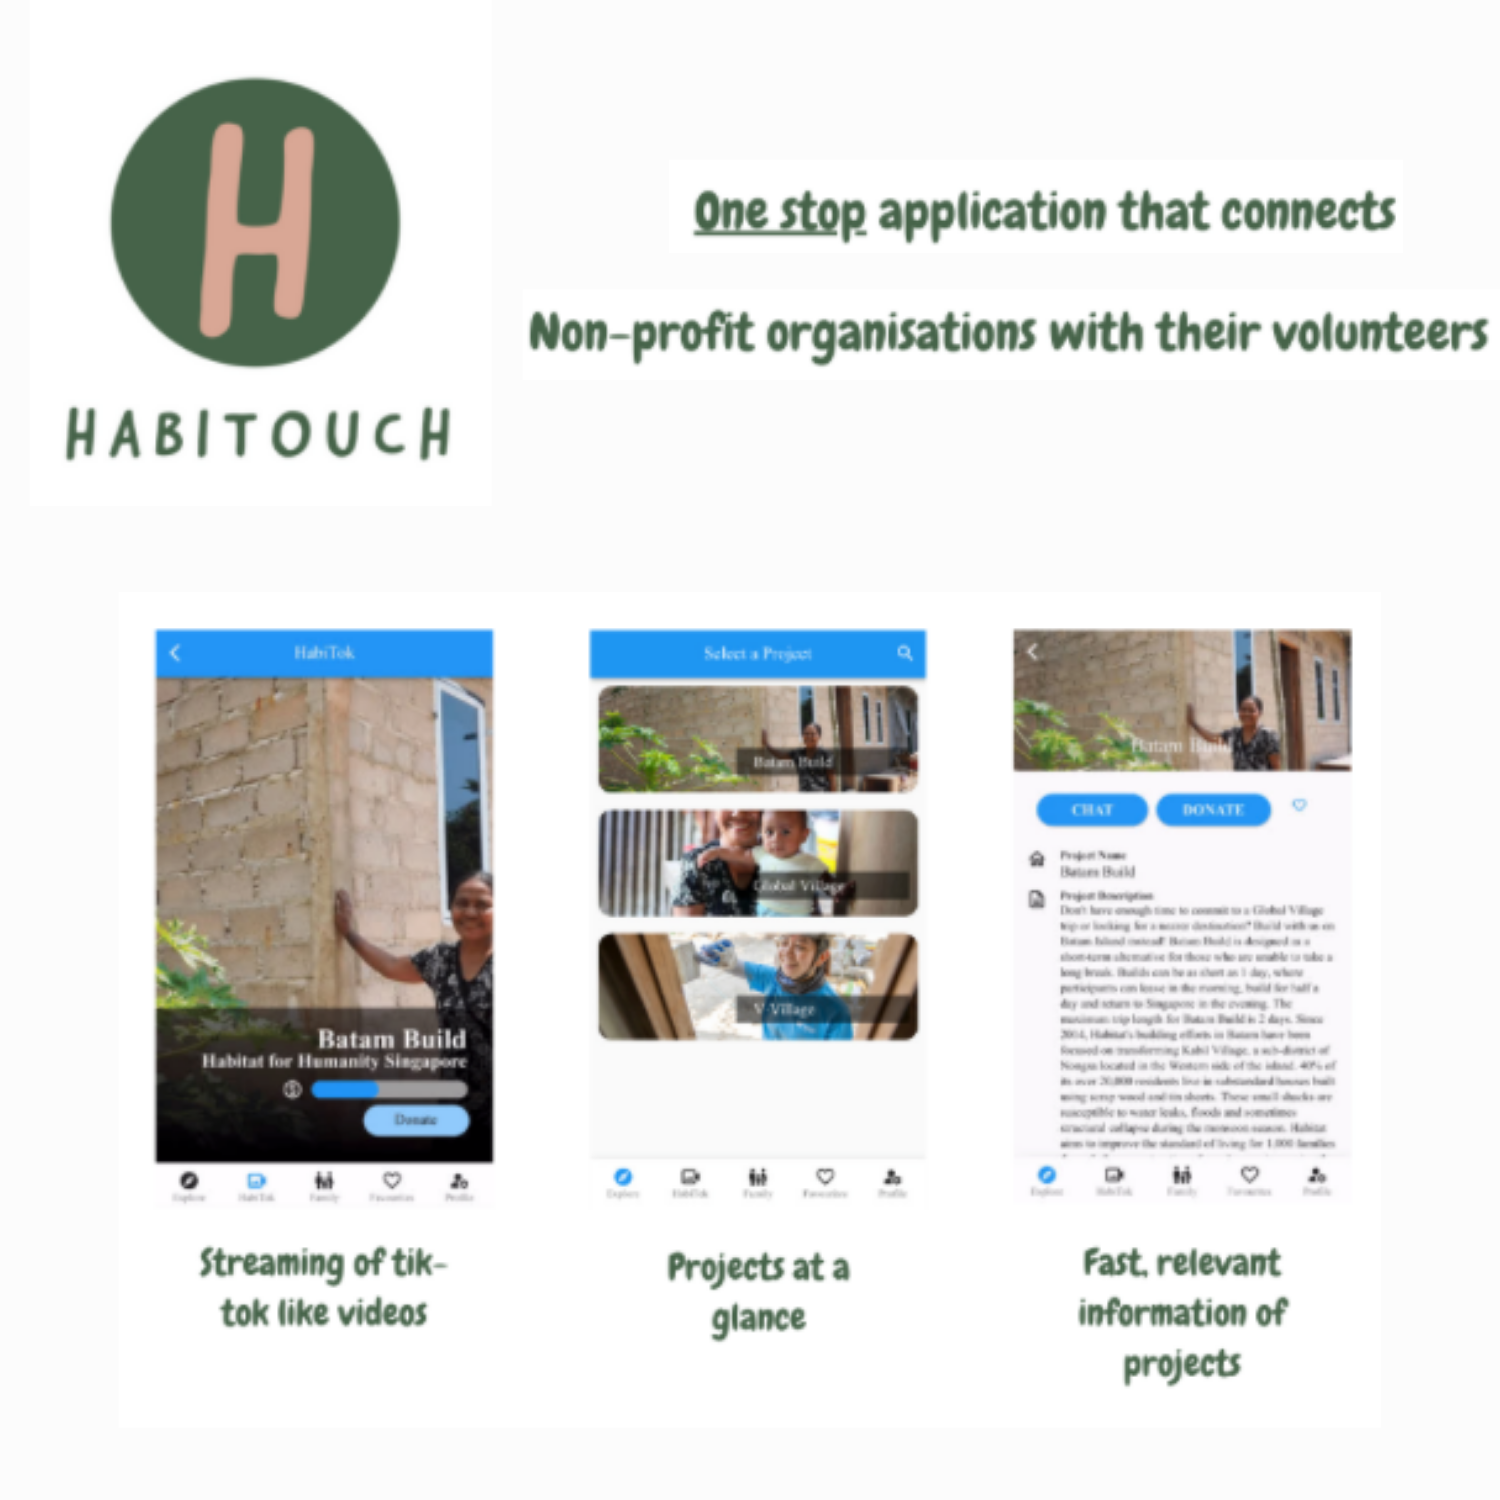 H
HABITOUCH
One stop application that connects
Non-profit organisations with their volunteers
HabiTok
Batam Build
Habitat for Humanity Singapore
Donate
Explore
HabiTok
Family
Favourites
Profile
Streaming of tik-
tok like videos
Select a Project
Batam Build
Global Village
V Village
Explore
HabiTok
Family
Favourites
Profile
Projects at a
glance
Batam Build
CHAT
DONATE
Project Name
Batam Build
Project Description
Don't have enough time to commit to a Global Village
trip or looking for a nearer destination? Build with us on
Batam Island instead! Batam Build is designed as a
short-term alternative for those who are unable to take a
long break. Builds can be as short as 1 day, where
participants can leave in the morning, build for half a
day and return to Singapore in the evening. The
maximum trip length for Batam Build is 2 days. Since
2014, Habitat's building efforts in Batam have been
focused on transforming Kabil Village, a sub-district of
Nongsa located in the Western side of the island. 40% of
its over 20,000 residents live in substandard houses built
using scrap wood and tin sheets. These small shacks are
susceptible to water leaks, floods and sometimes
structural collapse during the monsoon season. Habitat
aims to improve the standard of living for 1,000 families
Explore
HabiTok
Family
Favourites
Profile
Fast, relevant
information of
projects